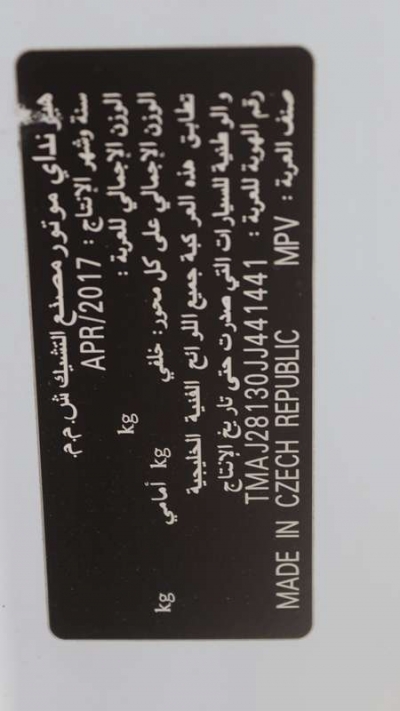 هيونداي موتور مصنع التشيك ش.م.م.
سنة وشهر الإنتاج : APR/2017
الوزن الإجمالي للعربة : kg
الوزن الإجمالي على كل محور: خلفي kg أمامي kg
تطابق هذه المركبة جميع اللوائح الفنية الخليجية
والوطنية للسيارات التي صدرت حتى تاريخ الإنتاج
رقم الهوية للعربة : TMAJ28130JJ441441
صنف العربة : MPV MADE IN CZECH REPUBLIC